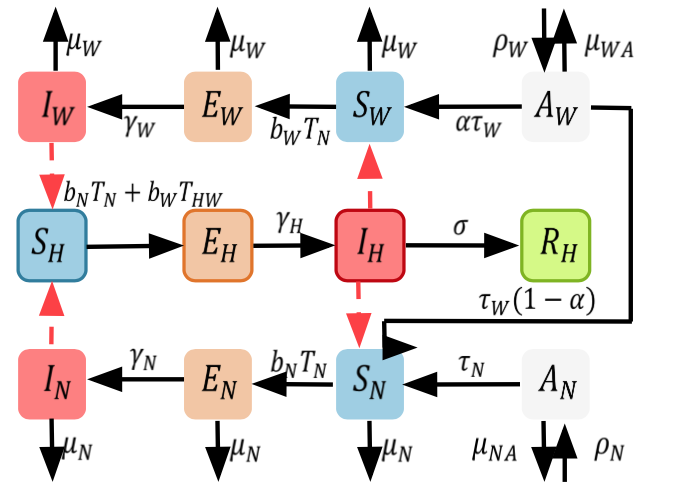 μ_W μ_W μ_W ρ_W μ_WA
I_W E_W S_W A_W
γ_W b_W T_N ατ_W
b_N T_N + b_W T_HW γ_H σ
S_H E_H I_H R_H
τ_W(1 − α)
γ_N b_N T_N τ_N
I_N E_N S_N A_N
μ_N μ_N μ_N μ_NA ρ_N